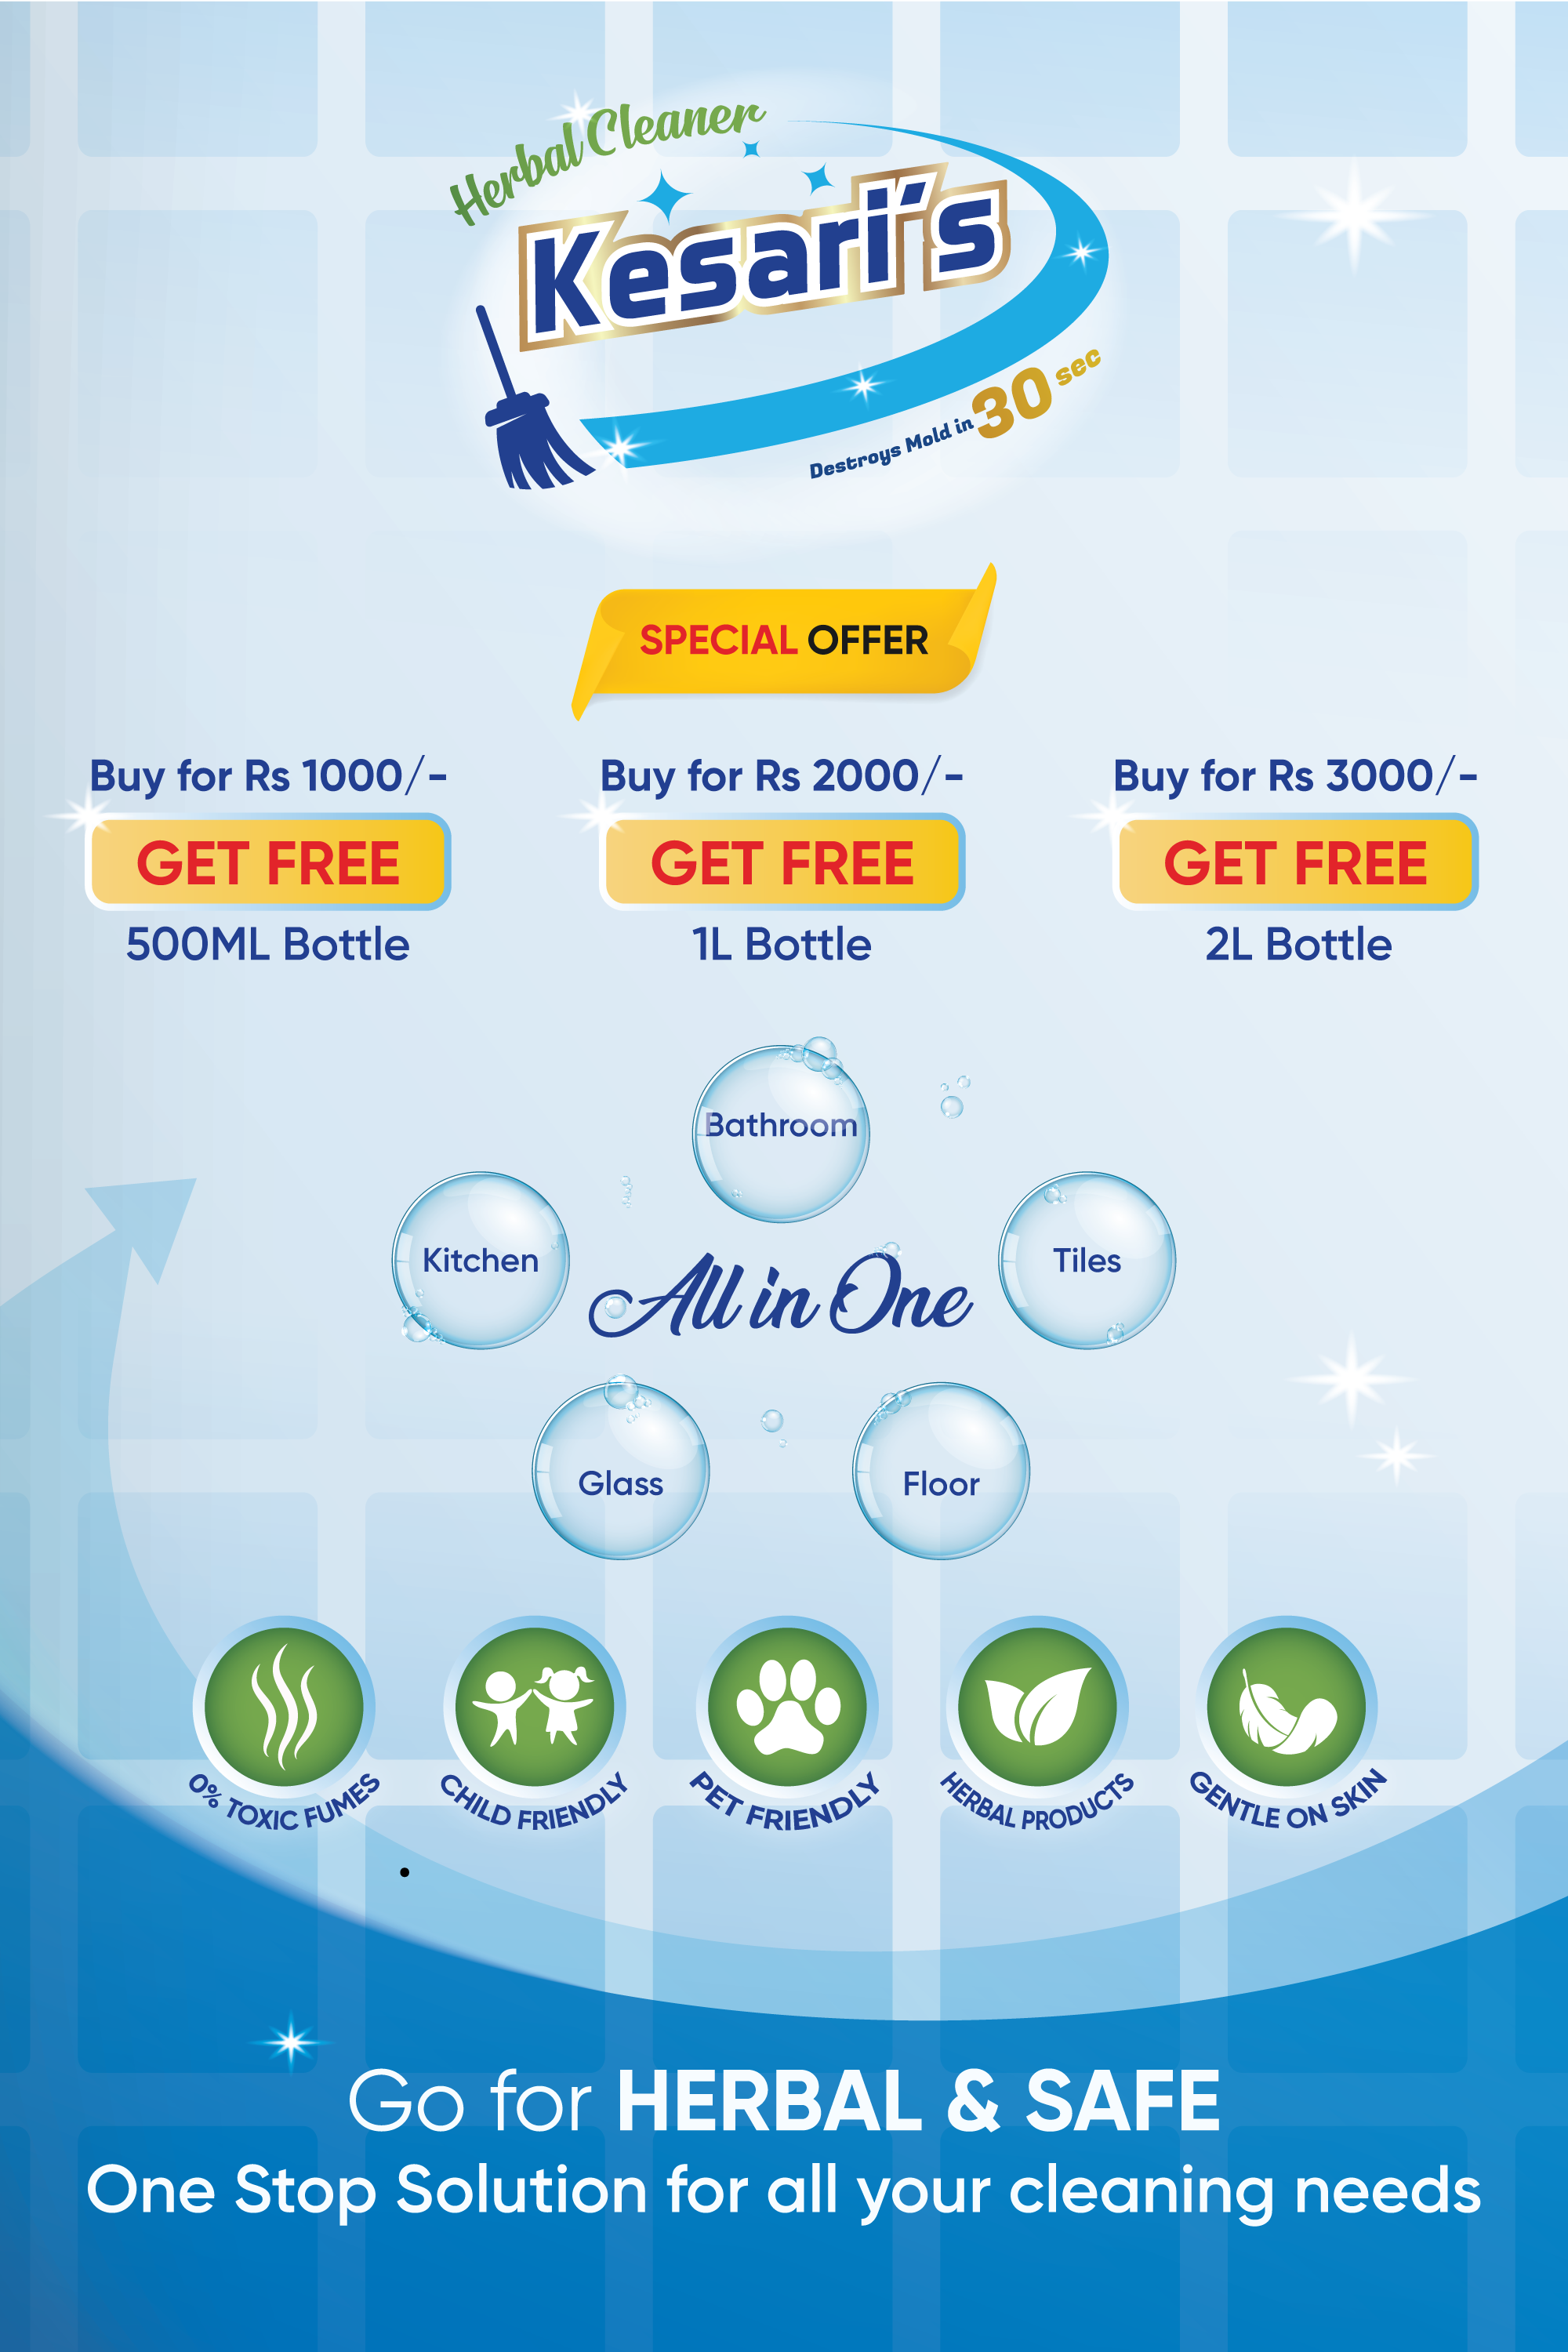 Herbal Cleaner
Kesari's
Destroys Mold in 30 sec
SPECIAL OFFER
Buy for Rs 1000/-
GET FREE
500ML Bottle
Buy for Rs 2000/-
GET FREE
1L Bottle
Buy for Rs 3000/-
GET FREE
2L Bottle
Bathroom
Kitchen
All in One
Tiles
Glass
Floor
0% TOXIC FUMES
CHILD FRIENDLY
PET FRIENDLY
HERBAL PRODUCTS
GENTLE ON SKIN
Go for HERBAL & SAFE
One Stop Solution for all your cleaning needs